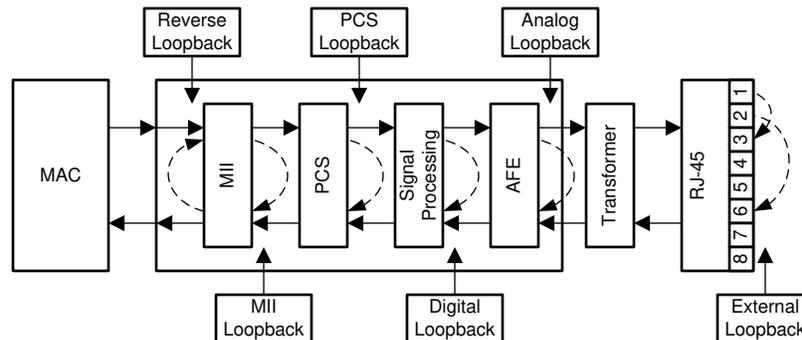 Reverse
Loopback
PCS
Loopback
Analog
Loopback
MAC
MII
PCS
Signal
Processing
AFE
Transformer
RJ-45
1
2
3
4
5
6
7
8
MII
Loopback
Digital
Loopback
External
Loopback